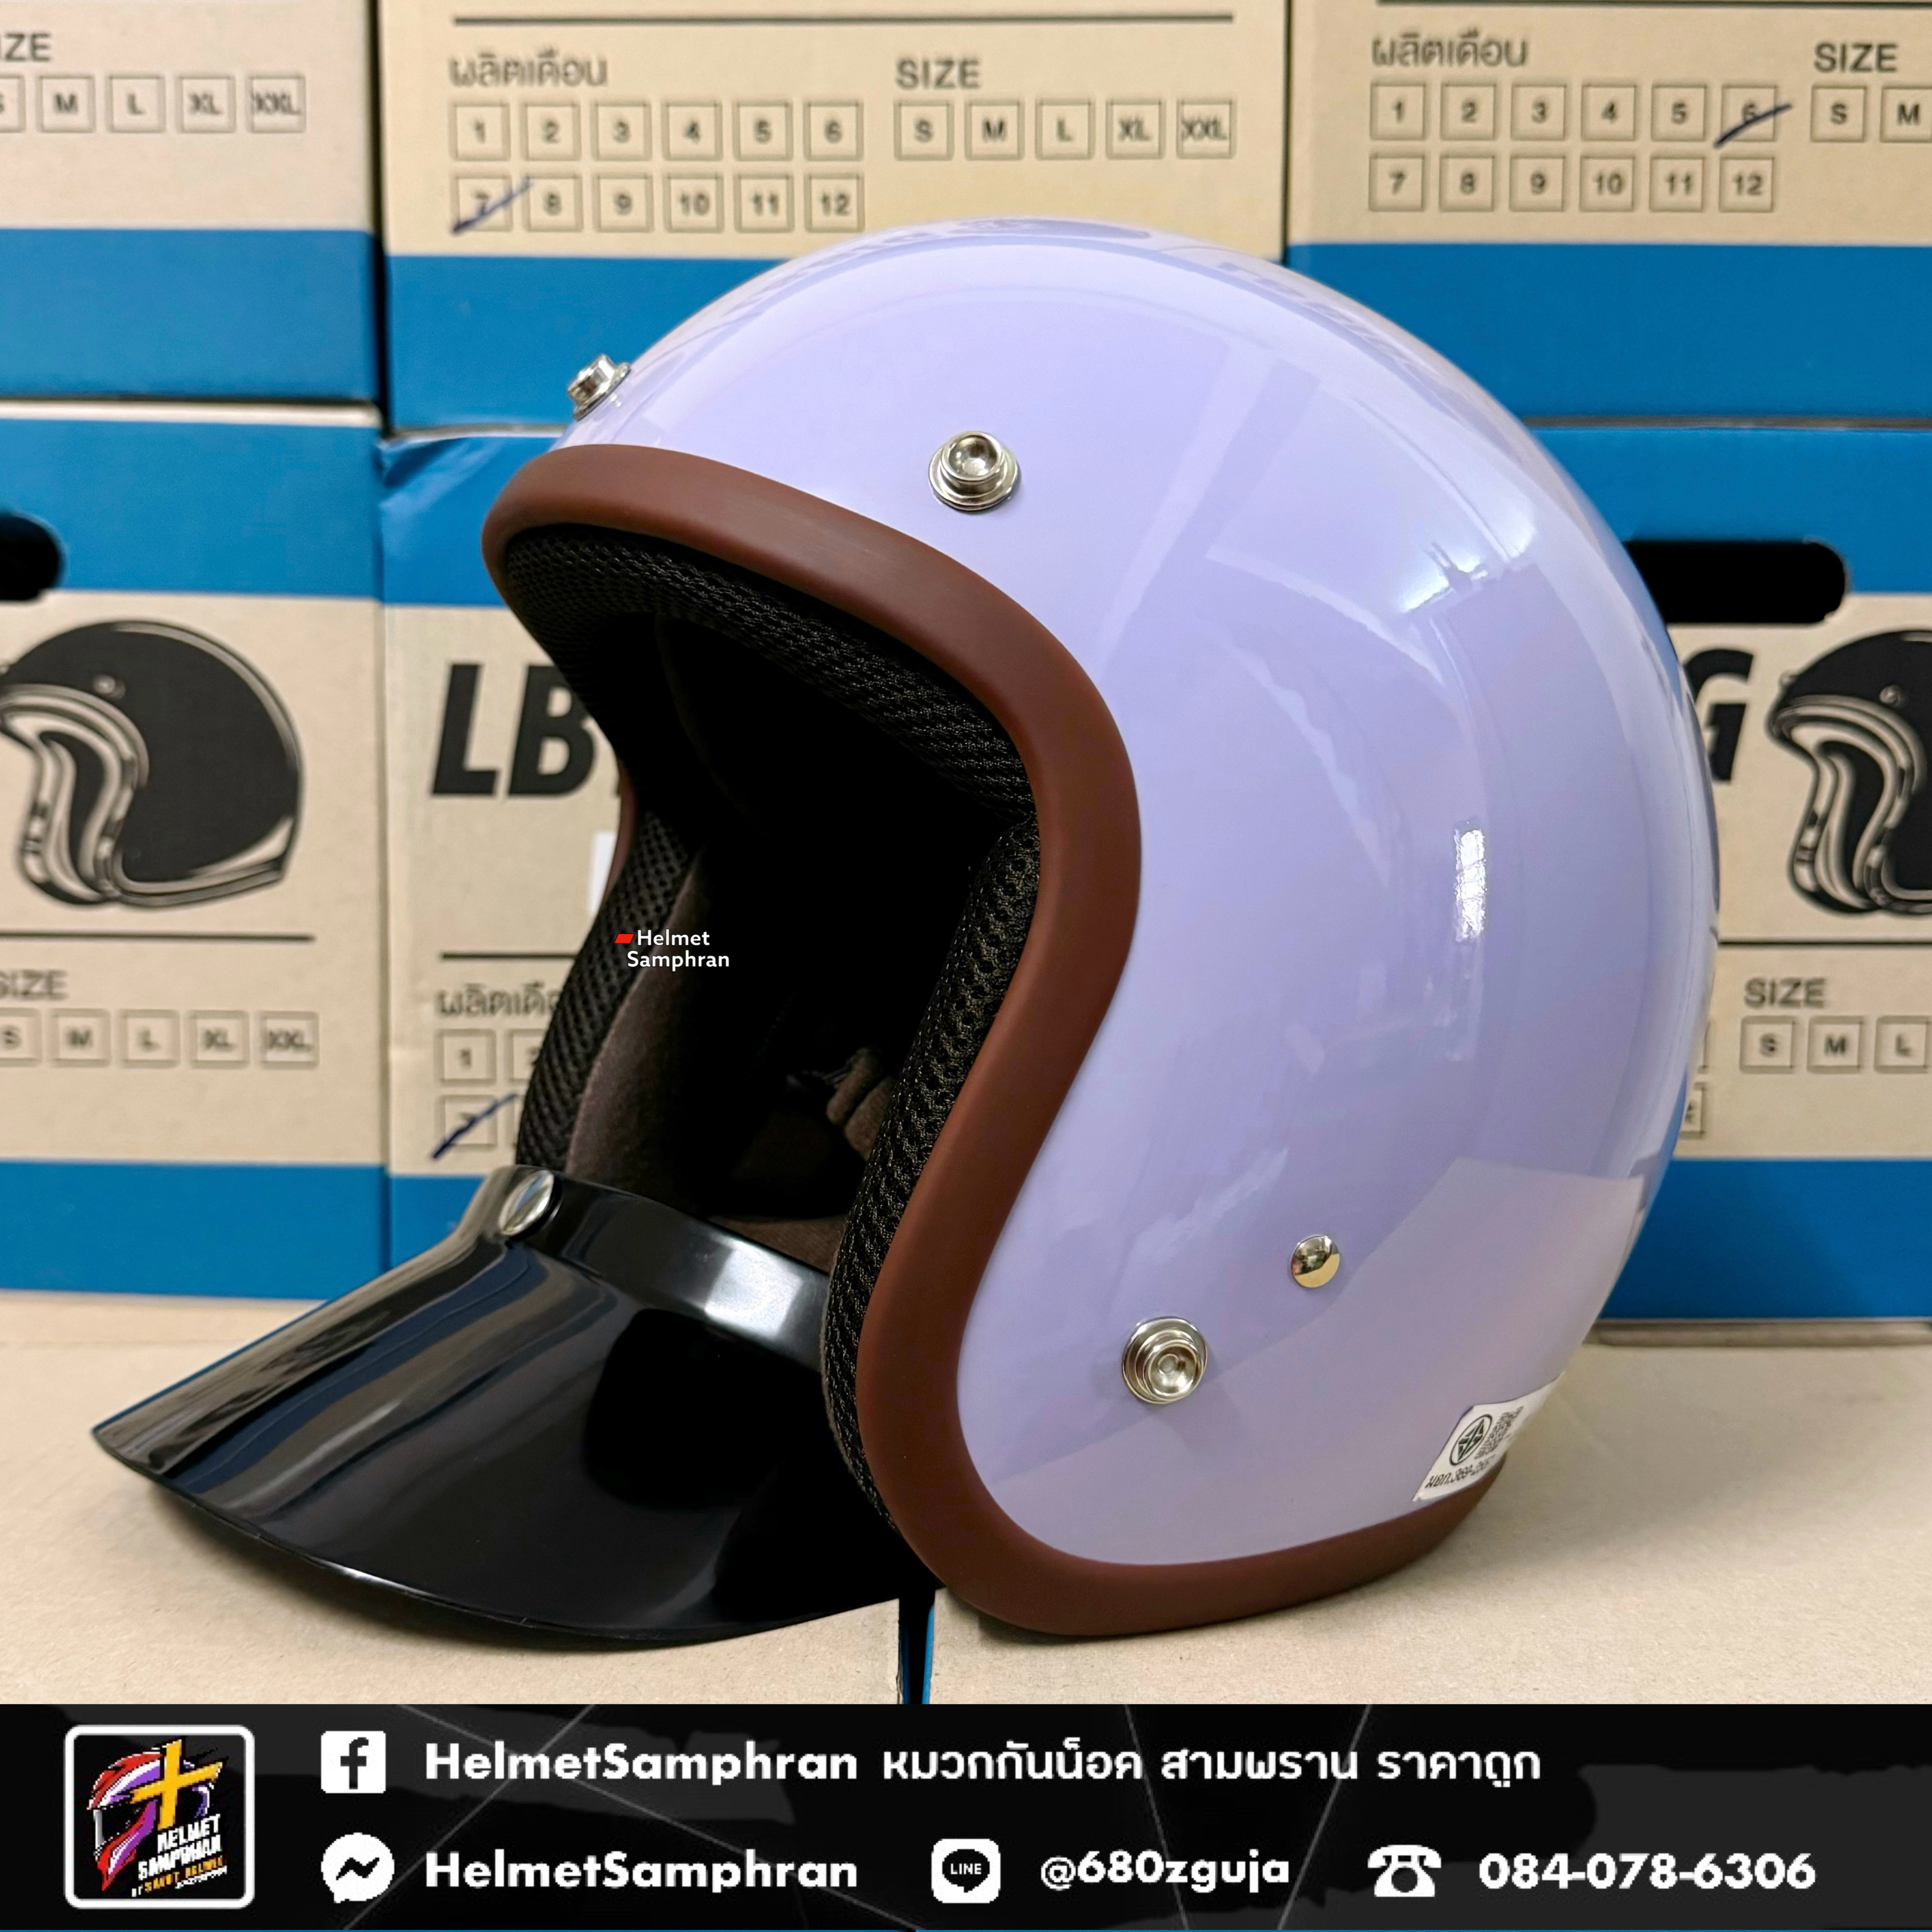 IZE
S M L XL XXL
ผลิตเดือน
1 2 3 4 5 6
7 8 9 10 11 12
SIZE
S M L XL XXL
ผลิตเดือน
1 2 3 4 5 6
7 8 9 10 11 12
SIZE
S M
LB
G
Helmet
Samphran
SIZE
S M L XL XXL
ผลิตเดือ
1
7
SIZE
S M L
HELMET
SAMPHRAN
HelmetSamphran หมวกกันน็อค สามพราน ราคาถูก
HelmetSamphran
LINE
@680zguja
084-078-6306